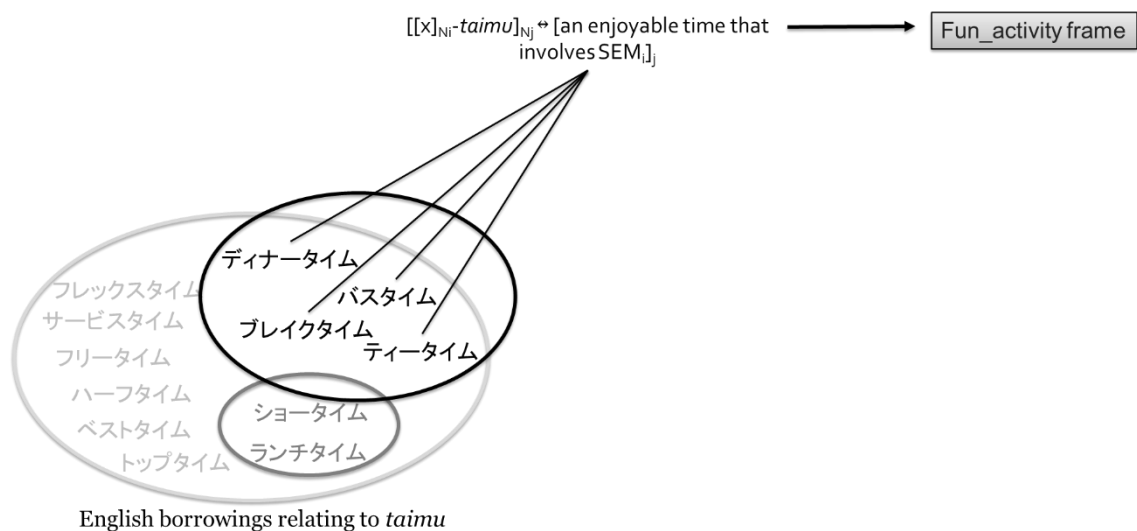 [[x]Ni-taimu]Nj ↔ [an enjoyable time that
involves SEMi]j
Fun_activity frame
ディナータイム
フレックスタイム
バスタイム
サービスタイム
ブレイクタイム
ティータイム
フリータイム
ハーフタイム
ショータイム
ベストタイム
ランチタイム
トップタイム
English borrowings relating to taimu